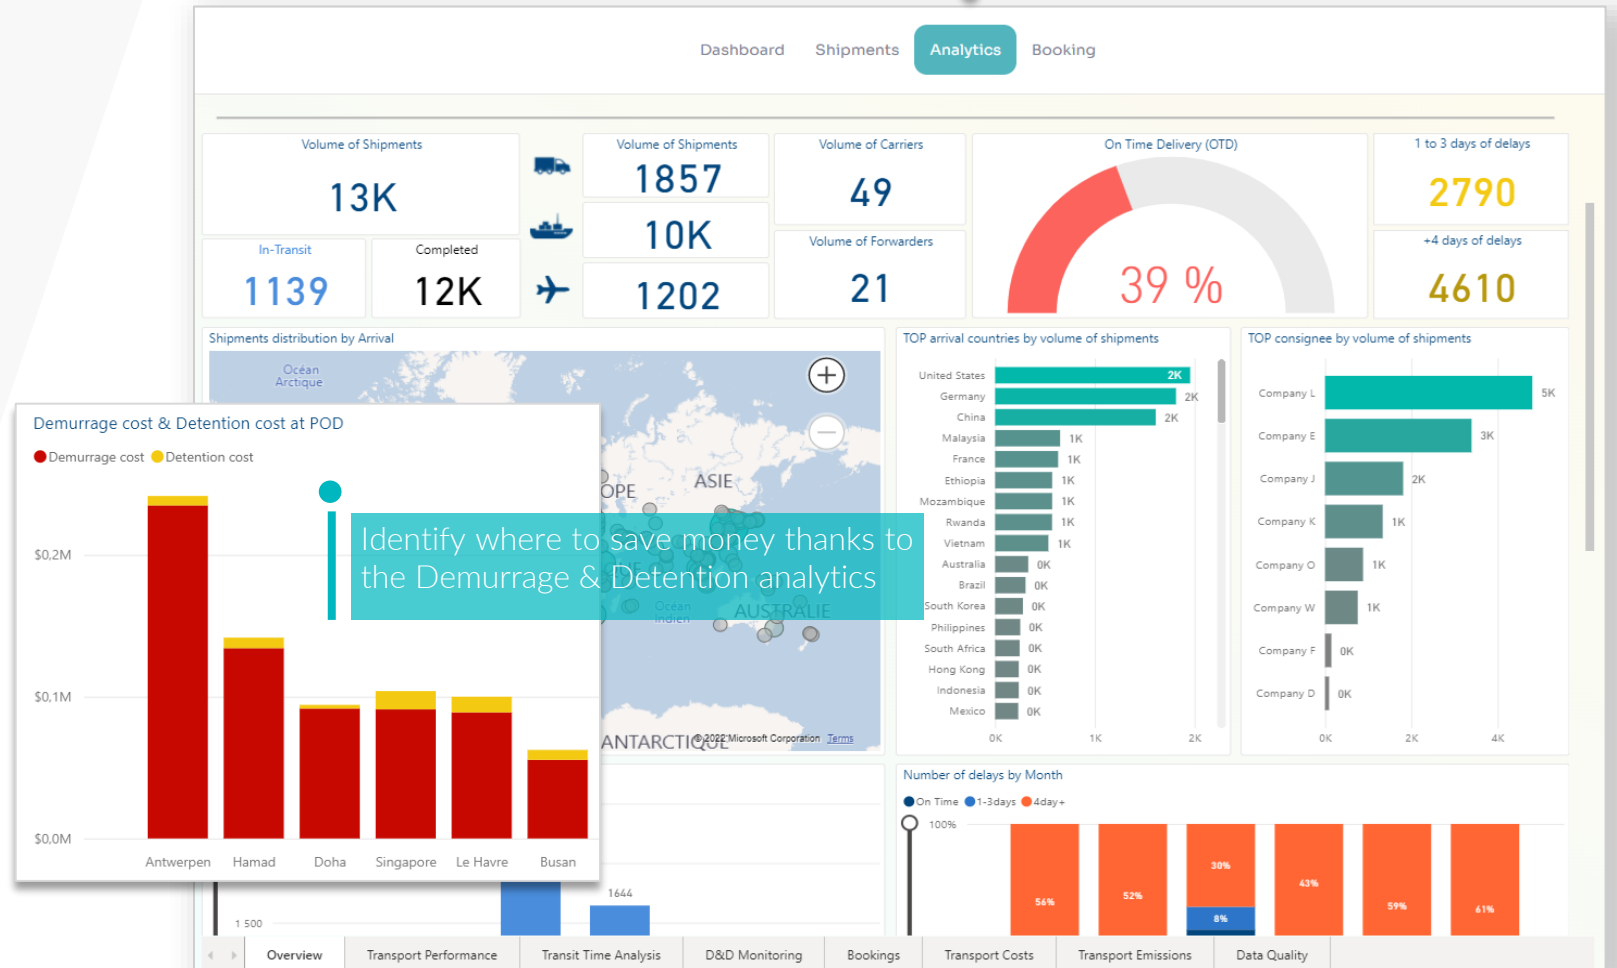 Dashboard Shipments Analytics Booking
Volume of Shipments
13K
In-Transit
1139
Completed
12K
Volume of Shipments
1857
10K
1202
Volume of Carriers
49
Volume of Forwarders
21
On Time Delivery (OTD)
39 %
1 to 3 days of delays
2790
+4 days of delays
4610
Shipments distribution by Arrival
Océan
Arctique
OPE
ASIE
Océan
Indien
AUSTRALIE
ANTARCTIQUE
© 2022 Microsoft Corporation Terms
Demurrage cost & Detention cost at POD
Demurrage cost Detention cost
$0,2M
$0,1M
$0,0M
Antwerpen Hamad Doha Singapore Le Havre Busan
Identify where to save money thanks to
the Demurrage & Detention analytics
TOP arrival countries by volume of shipments
United States 2K
Germany 2K
China 2K
Malaysia 1K
France 1K
Ethiopia 1K
Mozambique 1K
Rwanda 1K
Vietnam 1K
Australia 0K
Brazil 0K
South Korea 0K
Philippines 0K
South Africa 0K
Hong Kong 0K
Indonesia 0K
Mexico 0K
0K 1K 2K
TOP consignee by volume of shipments
Company L 5K
Company E 3K
Company J 2K
Company K 1K
Company O 1K
Company W 1K
Company F 0K
Company D 0K
0K 2K 4K
1644
1 500
Number of delays by Month
On Time 1-3days 4day+
100%
56% 52% 30% 43% 59% 61%
8%
Overview Transport Performance Transit Time Analysis D&D Monitoring Bookings Transport Costs Transport Emissions Data Quality